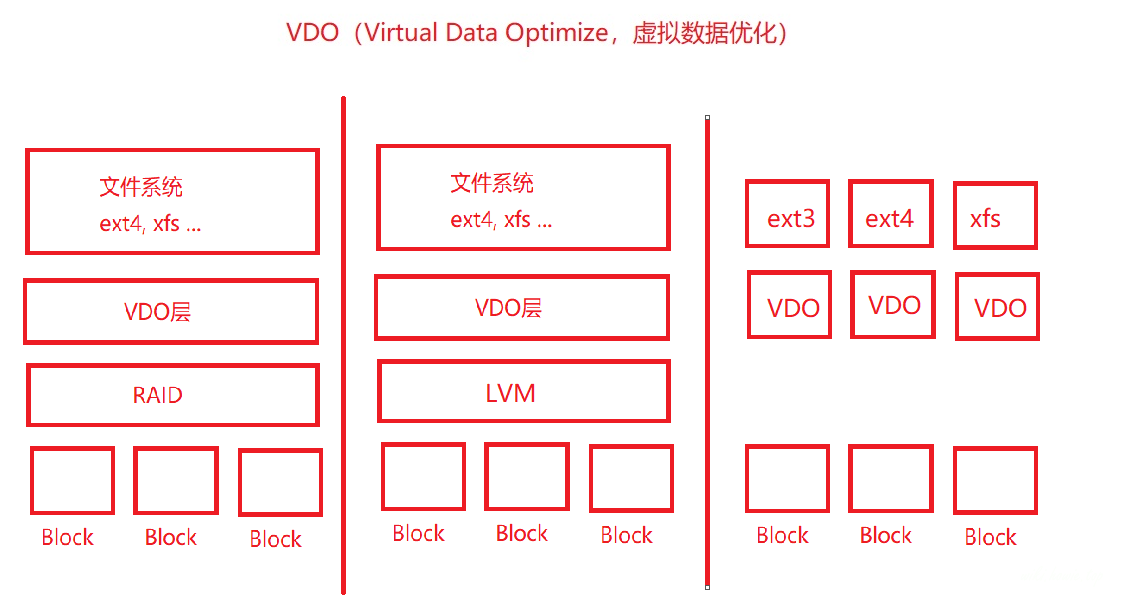 VDO（Virtual Data Optimize，虚拟数据优化）
文件系统
ext4, xfs ...
VDO层
RAID
Block
Block
Block
文件系统
ext4, xfs ...
VDO层
LVM
Block
Block
Block
ext3
ext4
xfs
VDO
VDO
VDO
Block
Block
Block